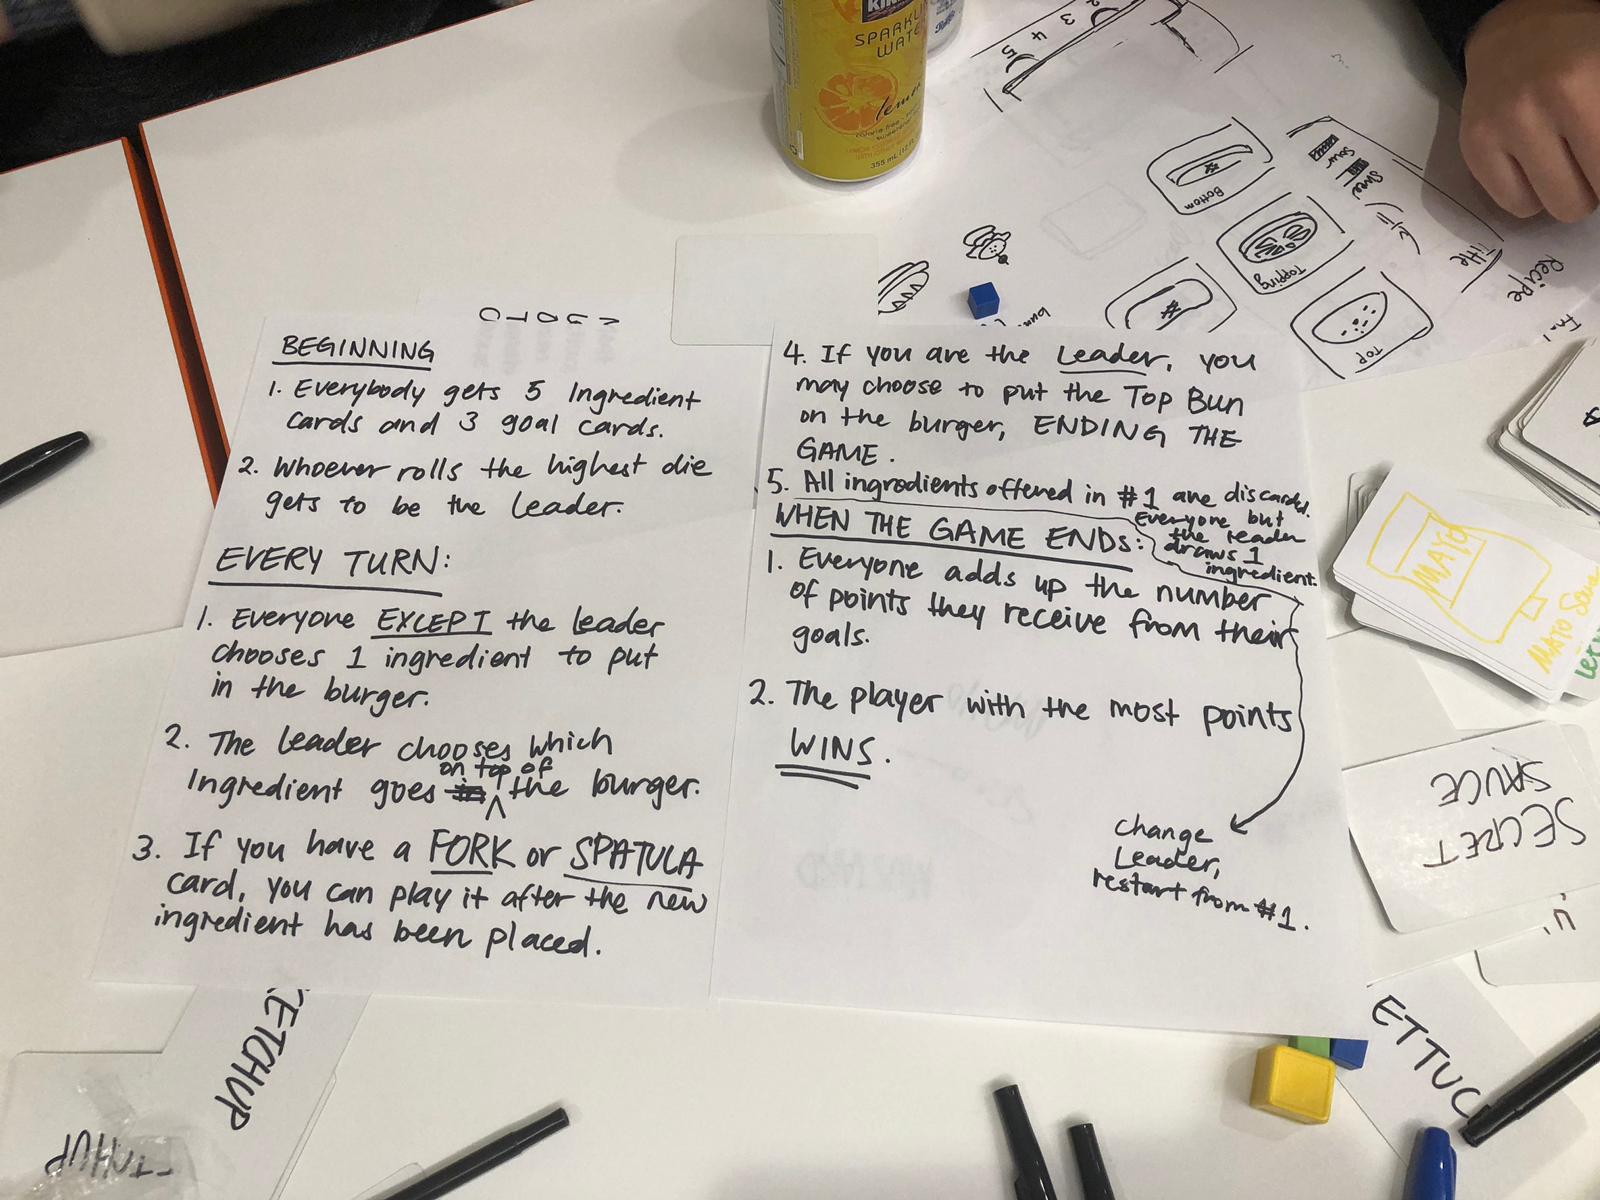 BEGINNING
1. Everybody gets 5 Ingredient
cards and 3 goal cards.
2. Whoever rolls the highest die
gets to be the leader.
EVERY TURN:
1. Everyone EXCEPT the leader
chooses 1 ingredient to put
in the burger.
2. The leader chooses which
on top of
Ingredient goes the burger.
3. If you have a FORK or SPATULA
card, you can play it after the new
ingredient has been placed.
4. If you are the Leader, you
may choose to put the TOP BUN
on the burger, ENDING THE
GAME.
5. All ingredients offered in #1 are discarded.
Everyone but
the leader
draws 1
ingredient.
WHEN THE GAME ENDS:
1. Everyone adds up the number
of points they receive from their
goals.
2. The player with the most points
WINS.
change
Leader,
restart from #1.
SPARKLING
WATER
lemon
355 mL
2
3
4
5
Bottom
Topping
Top
Sour
Title
Recipe
MAYO
MAYO
SECRET
SAUCE
ETTUC
KETCHUP